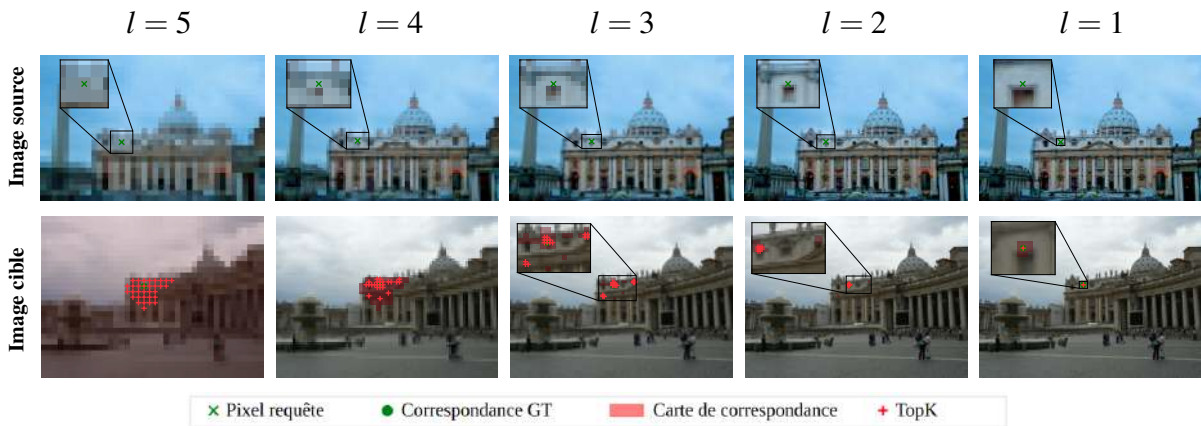 l = 5 l = 4 l = 3 l = 2 l = 1
Image source
Image cible
Pixel requête Correspondance GT Carte de correspondance TopK